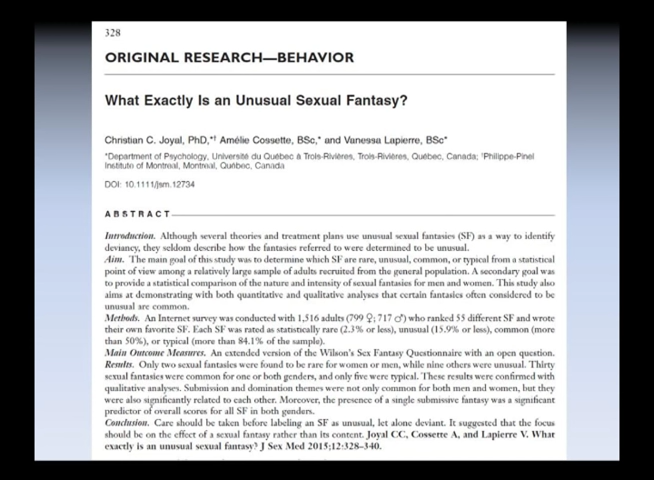 328
ORIGINAL RESEARCH—BEHAVIOR
What Exactly Is an Unusual Sexual Fantasy?
Christian C. Joyal, PhD,*† Amélie Cossette, BSc,* and Vanessa Lapierre, BSc*
*Department of Psychology, Université du Québec à Trois-Rivières, Trois-Rivières, Québec, Canada; †Philippe-Pinel
Institute of Montreal, Montreal, Québec, Canada
DOI: 10.1111/jsm.12734
ABSTRACT
Introduction. Although several theories and treatment plans use unusual sexual fantasies (SF) as a way to identify
deviancy, they seldom describe how the fantasies referred to were determined to be unusual.
Aim. The main goal of this study was to determine which SF are rare, unusual, common, or typical from a statistical
point of view among a relatively large sample of adults recruited from the general population. A secondary goal was
to provide a statistical comparison of the nature and intensity of sexual fantasies for men and women. This study also
aims at demonstrating with both quantitative and qualitative analyses that certain fantasies often considered to be
unusual are common.
Methods. An Internet survey was conducted with 1,516 adults (799 ♀; 717 ♂) who ranked 55 different SF and wrote
their own favorite SF. Each SF was rated as statistically rare (2.3% or less), unusual (15.9% or less), common (more
than 50%), or typical (more than 84.1% of the sample).
Main Outcome Measures. An extended version of the Wilson's Sex Fantasy Questionnaire with an open question.
Results. Only two sexual fantasies were found to be rare for women or men, while nine others were unusual. Thirty
sexual fantasies were common for one or both genders, and only five were typical. These results were confirmed with
qualitative analyses. Submission and domination themes were not only common for both men and women, but they
were also significantly related to each other. Moreover, the presence of a single submissive fantasy was a significant
predictor of overall scores for all SF in both genders.
Conclusion. Care should be taken before labeling an SF as unusual, let alone deviant. It suggested that the focus
should be on the effect of a sexual fantasy rather than its content. Joyal CC, Cossette A, and Lapierre V. What
exactly is an unusual sexual fantasy? J Sex Med 2015;12:328–340.